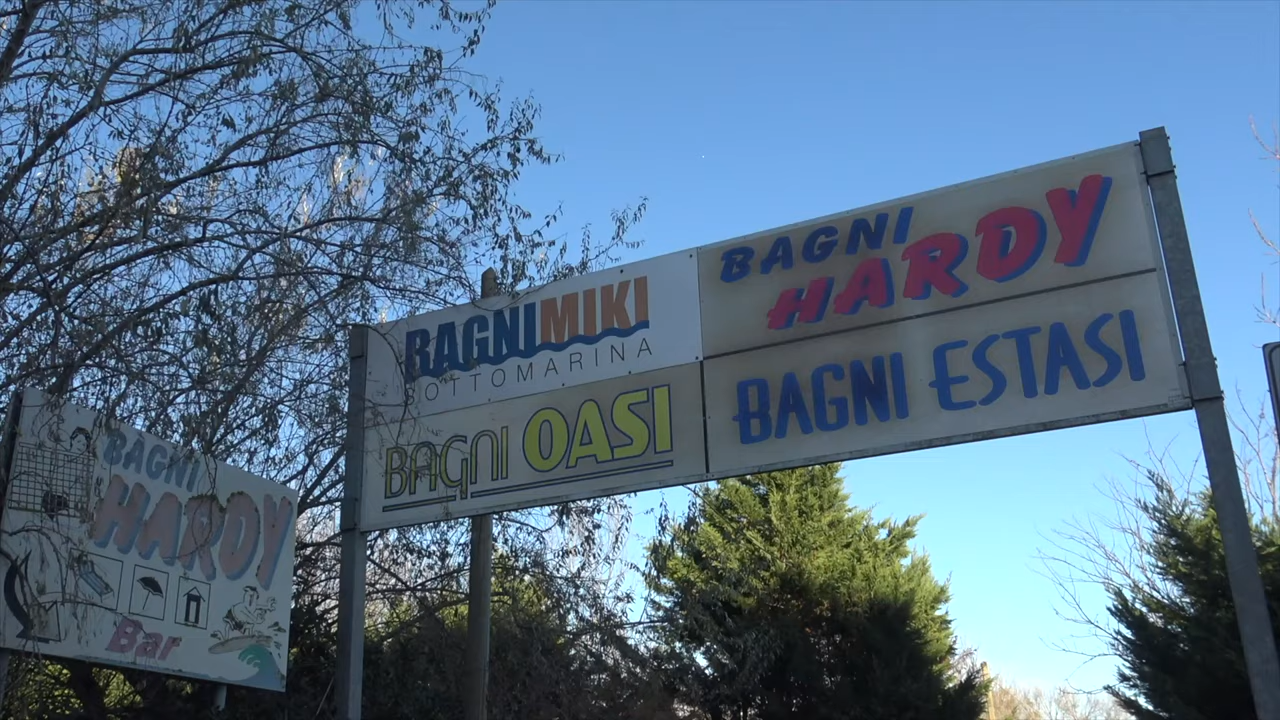 BAGNI MIKI
SOTTOMARINA
BAGNI OASI
BAGNI
HARDY
BAGNI ESTASI
BAGNI
HARDY
Bar